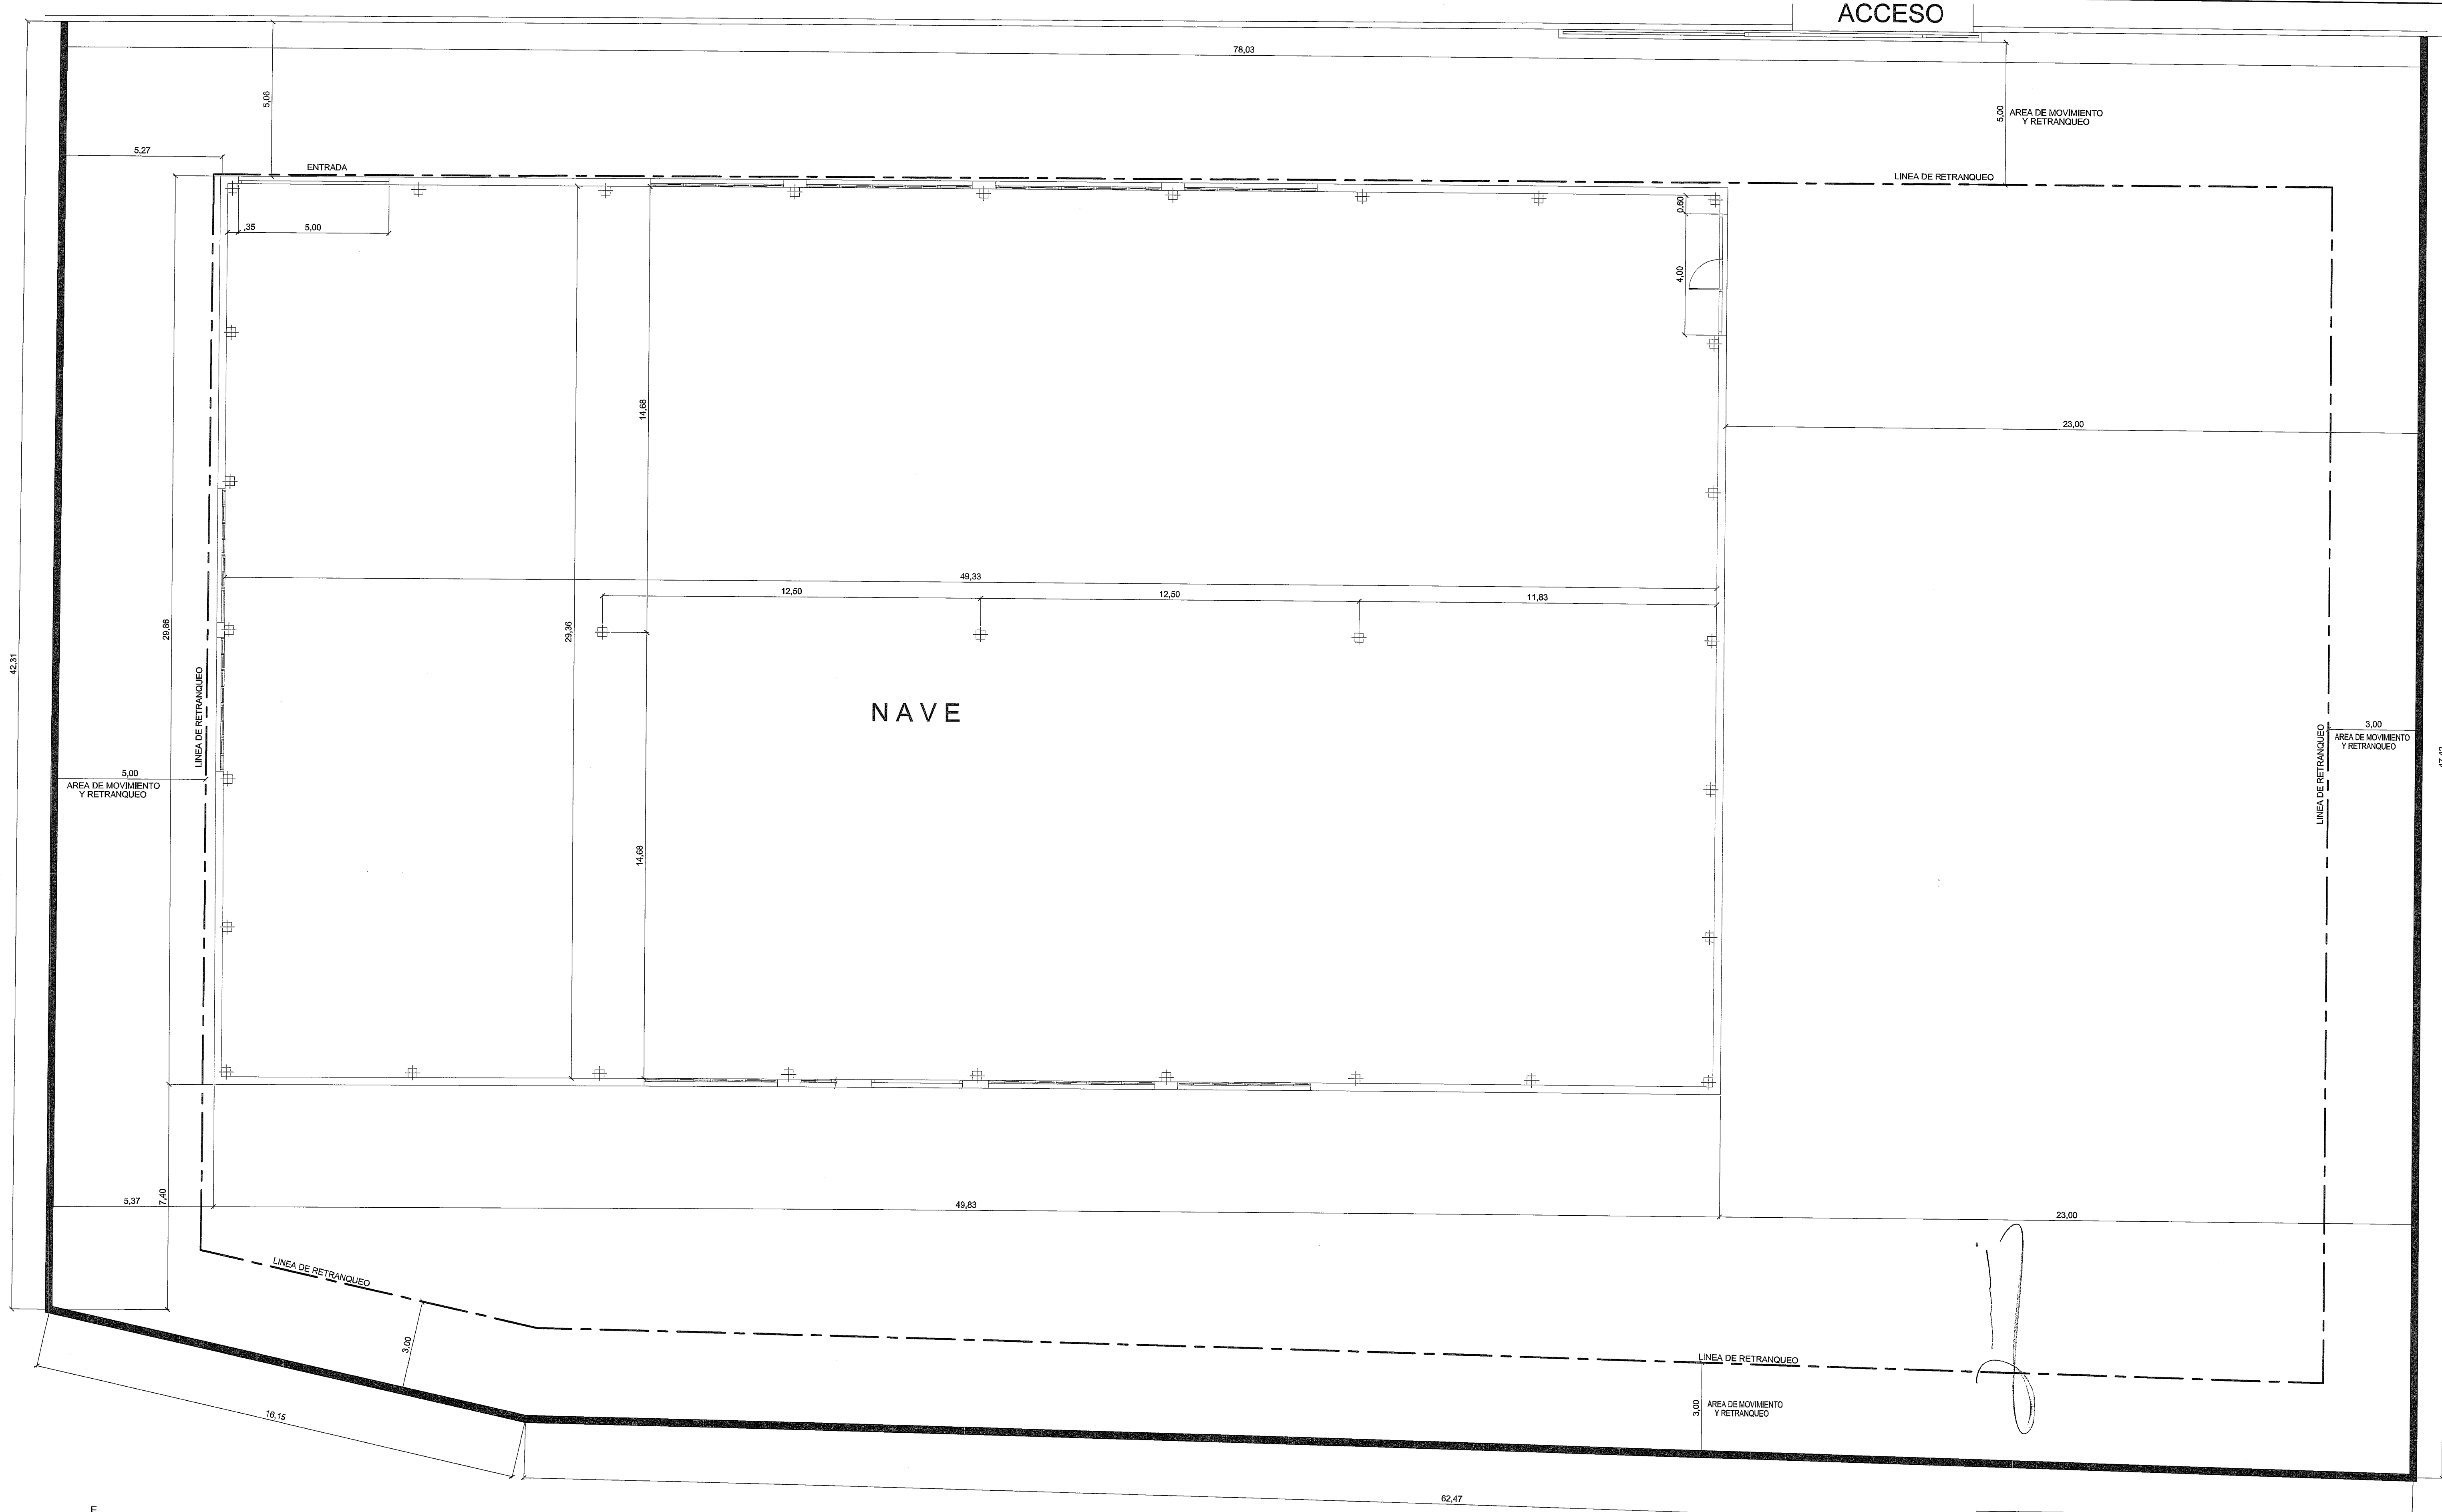 ACCESO
78,03
5,06
5,00
AREA DE MOVIMIENTO
Y RETRANQUEO
5,27
ENTRADA
LINEA DE RETRANQUEO
,35
5,00
0,60
4,00
14,68
23,00
49,33
12,50
12,50
11,83
29,86
29,36
42,31
LINEA DE RETRANQUEO
NAVE
3,00
AREA DE MOVIMIENTO
Y RETRANQUEO
LINEA DE RETRANQUEO
5,00
AREA DE MOVIMIENTO
Y RETRANQUEO
14,68
5,37
7,40
49,83
23,00
LINEA DE RETRANQUEO
3,00
LINEA DE RETRANQUEO
3,00
AREA DE MOVIMIENTO
Y RETRANQUEO
16,15
62,47